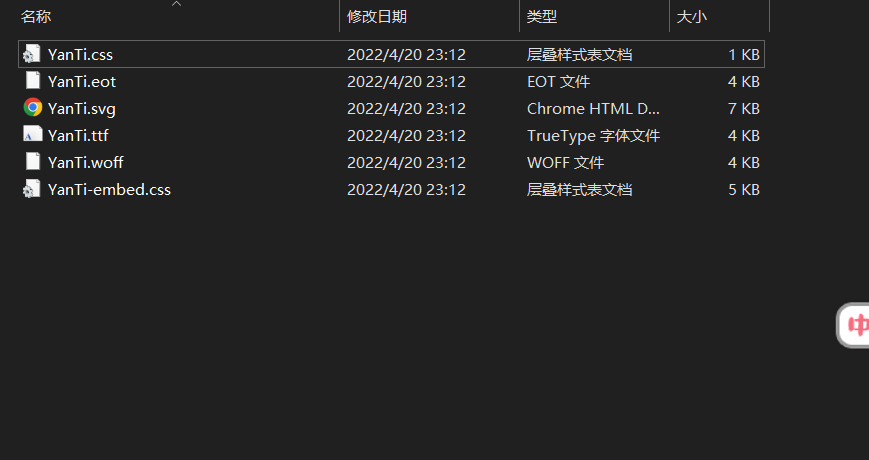 名称 修改日期 类型 大小
YanTi.css 2022/4/20 23:12 层叠样式表文档 1 KB
YanTi.eot 2022/4/20 23:12 EOT 文件 4 KB
YanTi.svg 2022/4/20 23:12 Chrome HTML D... 7 KB
YanTi.ttf 2022/4/20 23:12 TrueType 字体文件 4 KB
YanTi.woff 2022/4/20 23:12 WOFF 文件 4 KB
YanTi-embed.css 2022/4/20 23:12 层叠样式表文档 5 KB
中